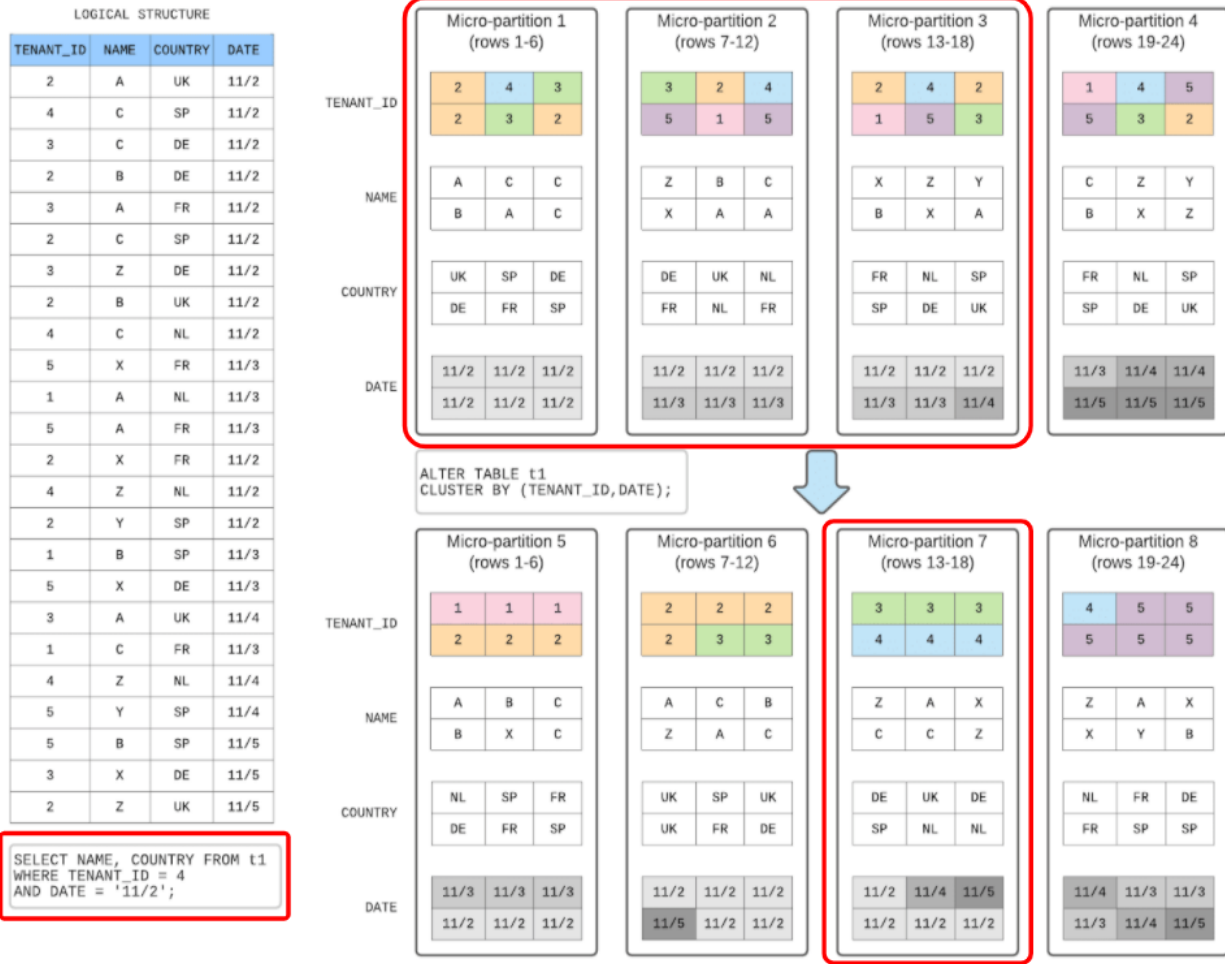 LOGICAL STRUCTURE
TENANT_ID NAME COUNTRY DATE
2 A UK 11/2
4 C SP 11/2
3 C DE 11/2
2 B DE 11/2
3 A FR 11/2
2 C SP 11/2
3 Z DE 11/2
2 B UK 11/2
4 C NL 11/2
5 X FR 11/3
1 A NL 11/3
5 A FR 11/3
2 X FR 11/2
4 Z NL 11/2
2 Y SP 11/2
1 B SP 11/3
5 X DE 11/3
3 A UK 11/4
1 C FR 11/3
4 Z NL 11/4
5 Y SP 11/4
5 B SP 11/5
3 X DE 11/5
2 Z UK 11/5
SELECT NAME, COUNTRY FROM t1
WHERE TENANT_ID = 4
AND DATE = '11/2';
Micro-partition 1 Micro-partition 2 Micro-partition 3 Micro-partition 4
(rows 1-6) (rows 7-12) (rows 13-18) (rows 19-24)
TENANT_ID
2 4 3 3 2 4 2 4 2 1 4 5
2 3 2 5 1 5 1 5 3 5 3 2
NAME
A C C Z B C X Z Y C Z Y
B A C X A A B X A B X Z
COUNTRY
UK SP DE DE UK NL FR NL SP FR NL SP
DE FR SP FR NL FR SP DE UK SP DE UK
DATE
11/2 11/2 11/2 11/2 11/2 11/2 11/2 11/2 11/2 11/3 11/4 11/4
11/2 11/2 11/2 11/3 11/3 11/3 11/3 11/3 11/4 11/5 11/5 11/5
ALTER TABLE t1
CLUSTER BY (TENANT_ID,DATE);
Micro-partition 5 Micro-partition 6 Micro-partition 7 Micro-partition 8
(rows 1-6) (rows 7-12) (rows 13-18) (rows 19-24)
TENANT_ID
1 1 1 2 2 2 3 3 3 4 5 5
2 2 2 2 3 3 4 4 4 5 5 5
NAME
A B C A C B Z A X Z A X
B X C Z A C C C Z X Y B
COUNTRY
NL SP FR UK SP UK DE UK DE NL FR DE
DE FR SP UK FR DE SP NL NL FR SP SP
DATE
11/3 11/3 11/3 11/2 11/2 11/2 11/2 11/4 11/5 11/4 11/3 11/3
11/2 11/2 11/2 11/5 11/2 11/2 11/2 11/2 11/2 11/3 11/4 11/5